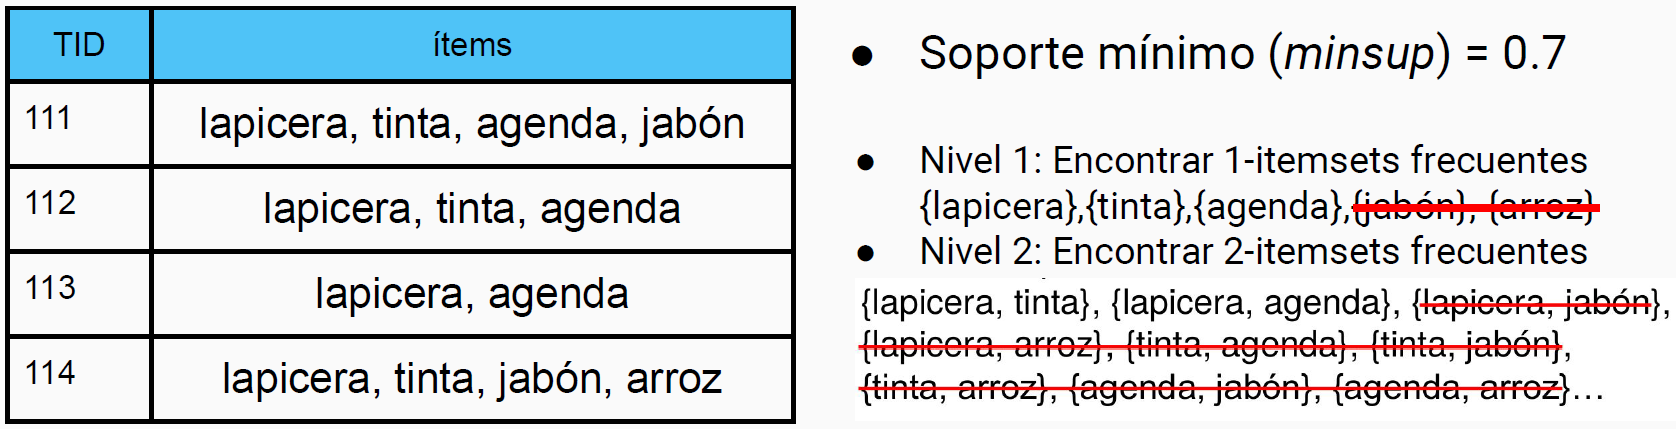 TID ítems
111 lapicera, tinta, agenda, jabón
112 lapicera, tinta, agenda
113 lapicera, agenda
114 lapicera, tinta, jabón, arroz
● Soporte mínimo (minsup) = 0.7
● Nivel 1: Encontrar 1-itemsets frecuentes
{lapicera},{tinta},{agenda},{jabón}, {arroz}
● Nivel 2: Encontrar 2-itemsets frecuentes
{lapicera, tinta}, {lapicera, agenda}, {lapicera, jabón},
{lapicera, arroz}, {tinta, agenda}, {tinta, jabón},
{tinta, arroz}, {agenda, jabón}, {agenda, arroz}...